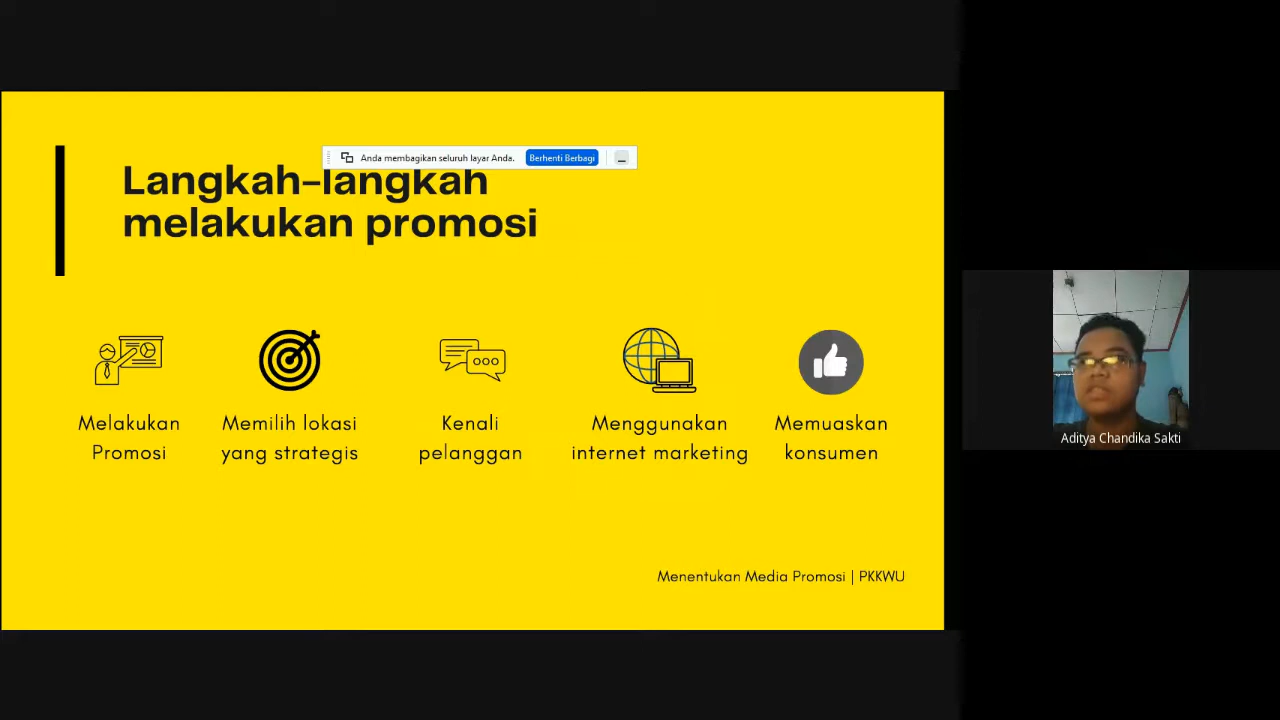 Anda membagikan seluruh layar Anda.
Berhenti Berbagi
Langkah-langkah
melakukan promosi
Melakukan
Promosi
Memilih lokasi
yang strategis
Kenali
pelanggan
Menggunakan
internet marketing
Memuaskan
konsumen
Menentukan Media Promosi | PKKWU
Aditya Chandika Sakti